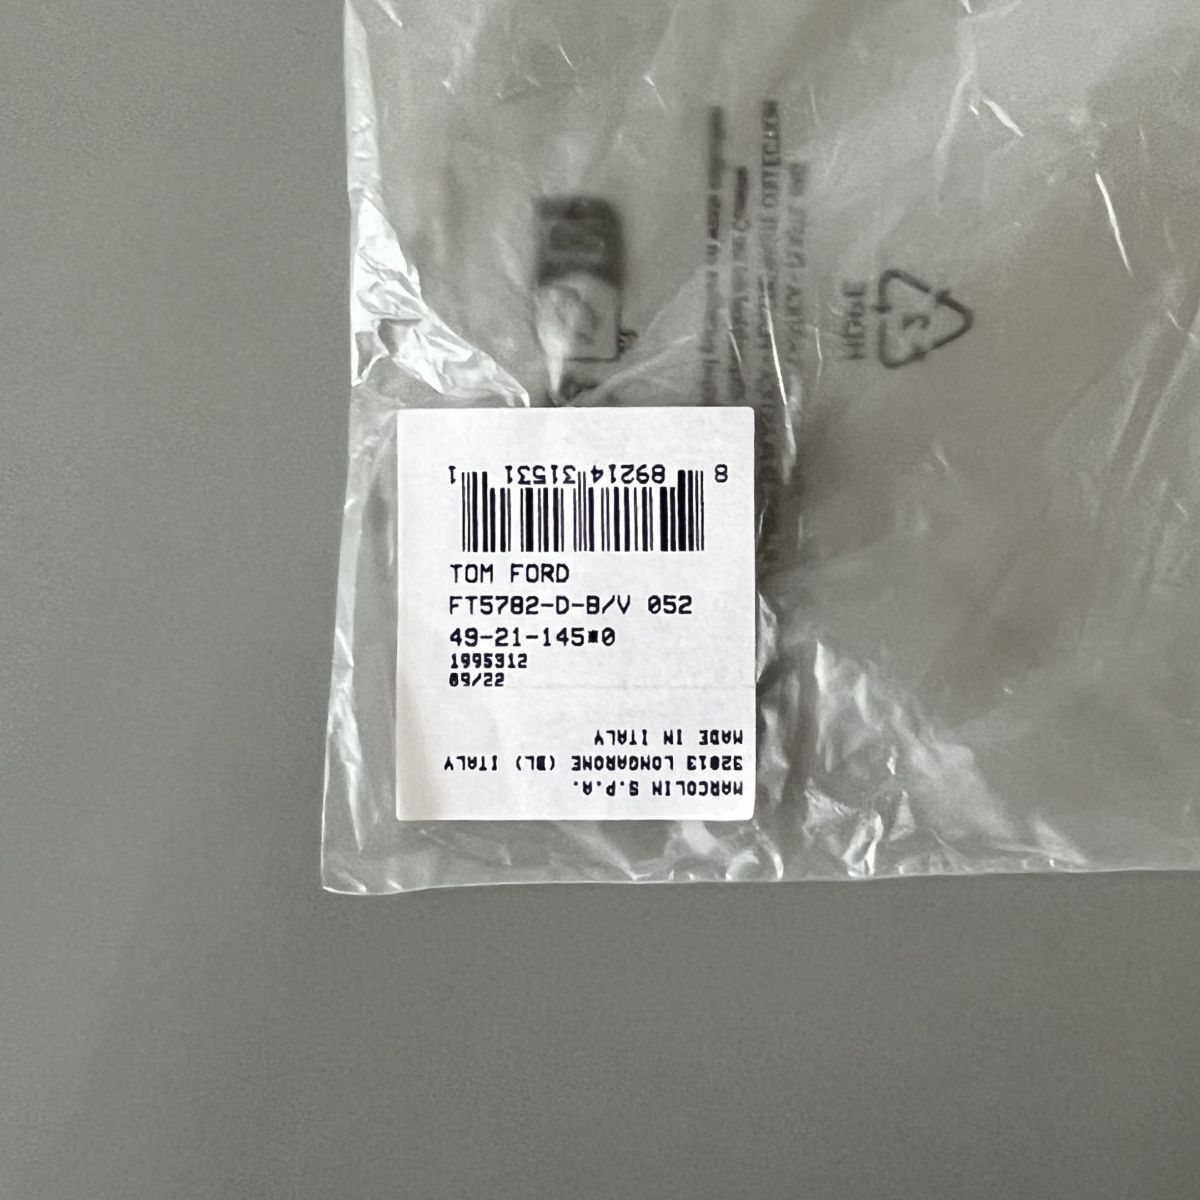 8 89214 31531 1
TOM FORD
FT5782-D-B/V 052
49-21-145*0
1995312
09/22
MARCOLIN S.P.A.
32013 LONGARONE (BL) ITALY
MADE IN ITALY
HDPE